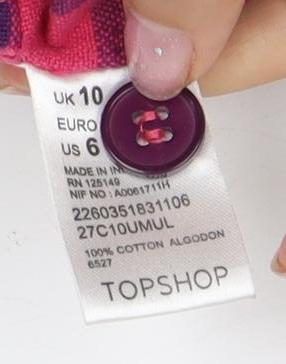 UK 10
EURO
US 6
MADE IN
RN 125149
NIF NO : A0061711H
2260351831106
27C10UMUL
100% COTTON ALGODON
6527
TOPSHOP